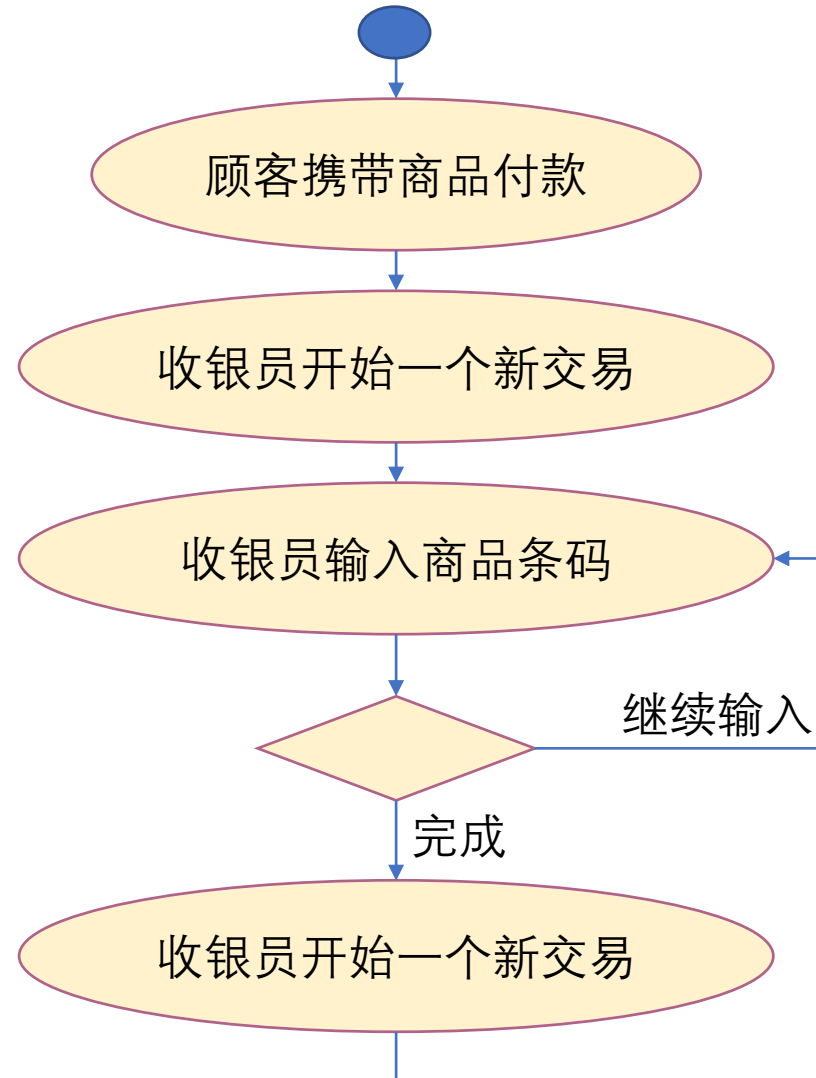 顾客携带商品付款
收银员开始一个新交易
收银员输入商品条码
继续输入
完成
收银员开始一个新交易